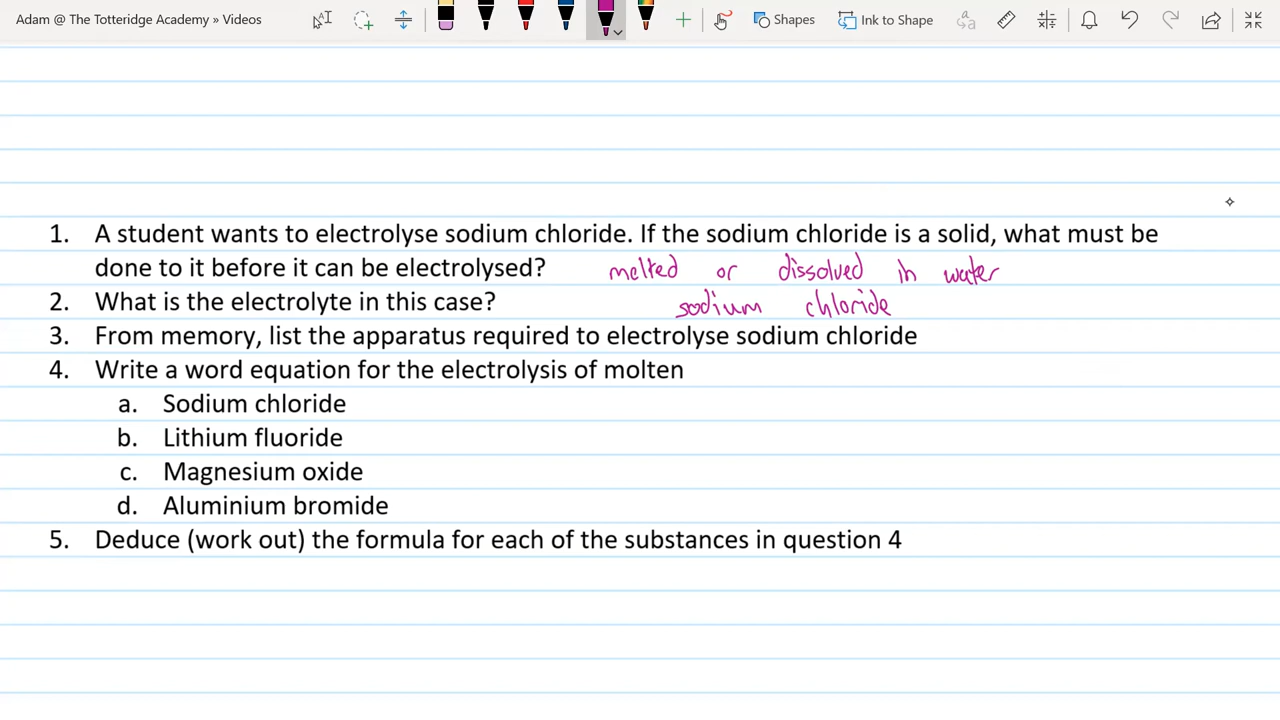 Adam @ The Totteridge Academy » Videos
Shapes
Ink to Shape
1. A student wants to electrolyse sodium chloride. If the sodium chloride is a solid, what must be
done to it before it can be electrolysed? melted or dissolved in water
2. What is the electrolyte in this case? sodium chloride
3. From memory, list the apparatus required to electrolyse sodium chloride
4. Write a word equation for the electrolysis of molten
a. Sodium chloride
b. Lithium fluoride
c. Magnesium oxide
d. Aluminium bromide
5. Deduce (work out) the formula for each of the substances in question 4